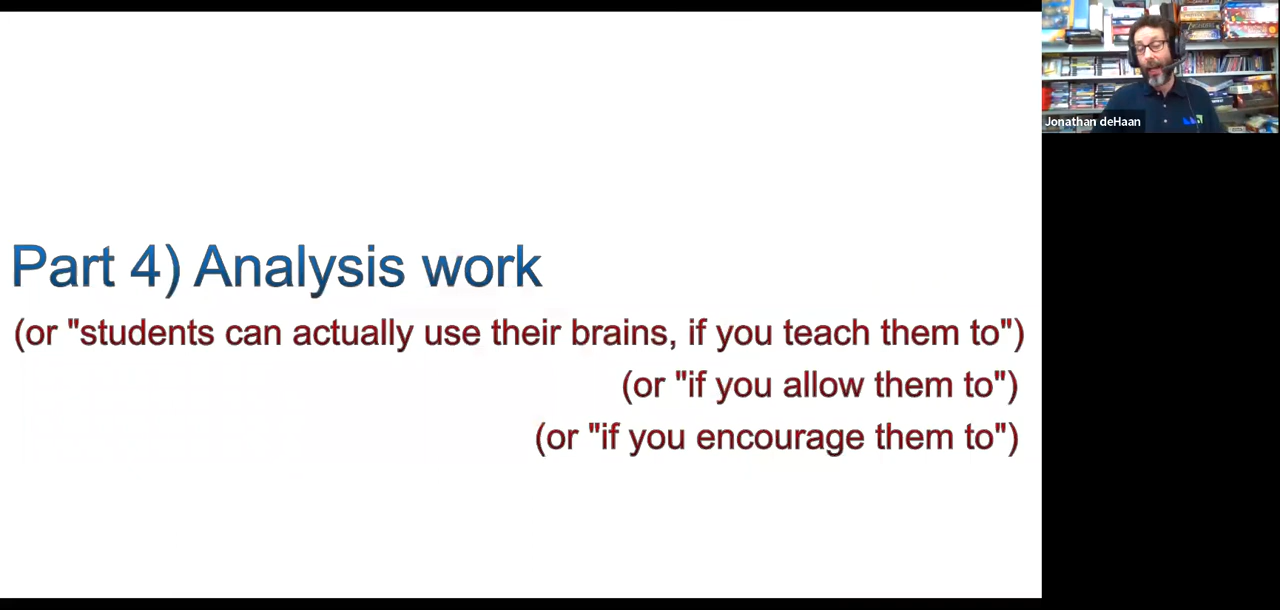 Part 4) Analysis work
(or "students can actually use their brains, if you teach them to")
(or "if you allow them to")
(or "if you encourage them to")
Jonathan deHaan